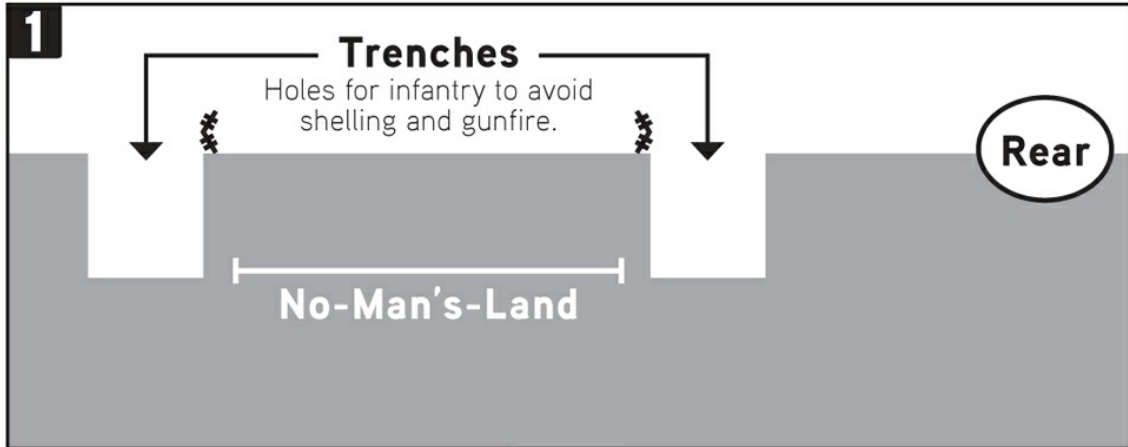 1
Trenches
Holes for infantry to avoid
shelling and gunfire.
Rear
No-Man's-Land